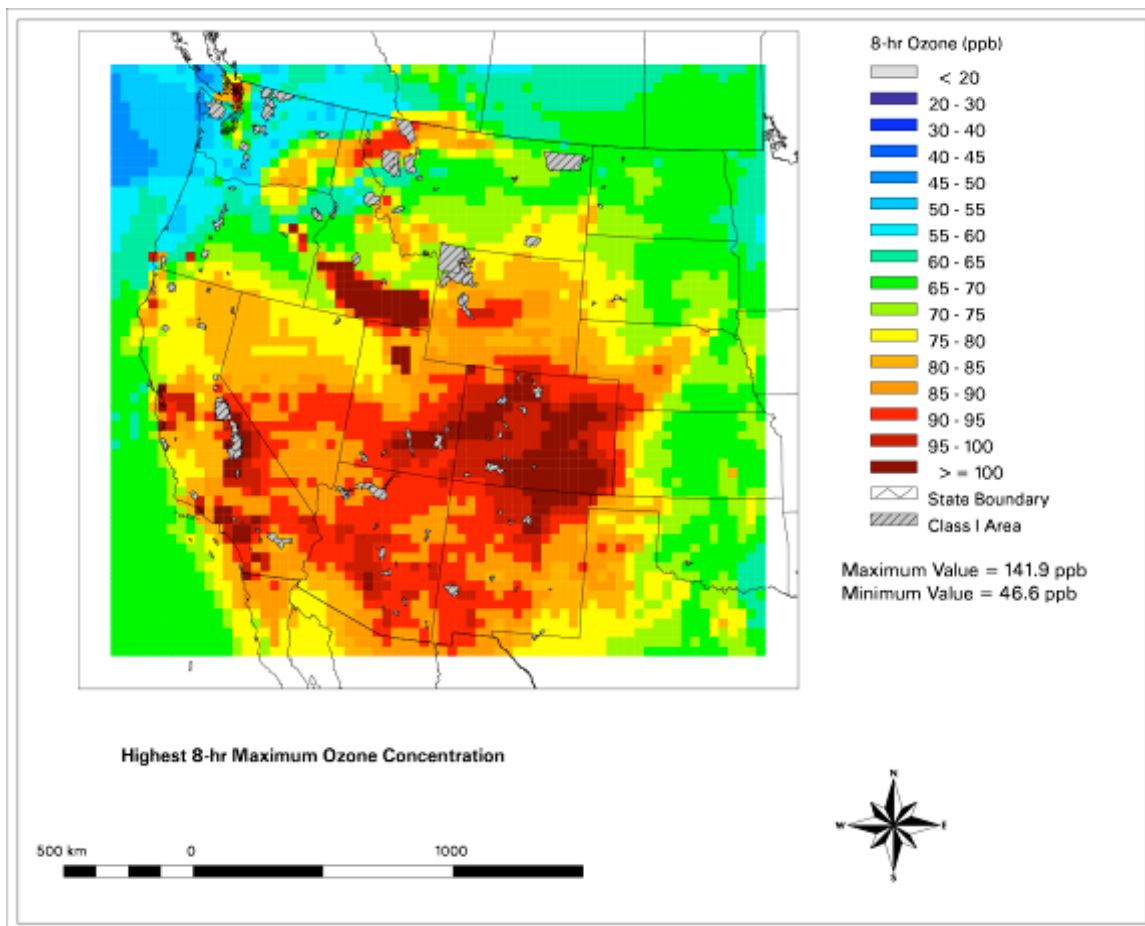 8-hr Ozone (ppb)
< 20
20 - 30
30 - 40
40 - 45
45 - 50
50 - 55
55 - 60
60 - 65
65 - 70
70 - 75
75 - 80
80 - 85
85 - 90
90 - 95
95 - 100
> = 100
State Boundary
Class I Area
Maximum Value = 141.9 ppb
Minimum Value = 46.6 ppb
Highest 8-hr Maximum Ozone Concentration
N
W E
S
500 km 0 1000